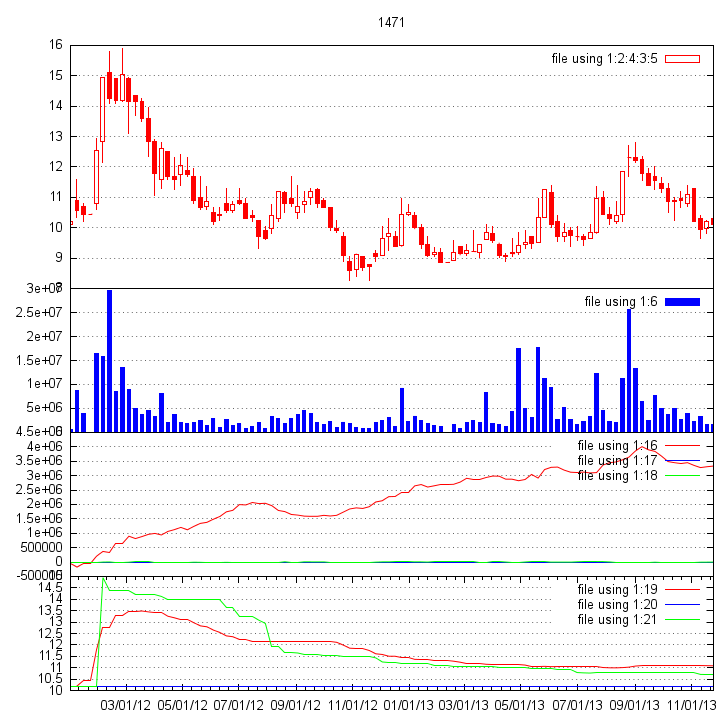 1471
16
file using 1:2:4:3:5
15
14
13
12
11
10
9
8
3e+07
file using 1:6
2.5e+07
2e+07
1.5e+07
1e+07
5e+06
0
4.5e+06
file using 1:16
4e+06
file using 1:17
3.5e+06
file using 1:18
3e+06
2.5e+06
2e+06
1.5e+06
1e+06
500000
0
-500000
15
14.5
file using 1:19
14
file using 1:20
13.5
file using 1:21
13
12.5
12
11.5
11
10.5
10
03/01/12 05/01/12 07/01/12 09/01/12 11/01/12 01/01/13 03/01/13 05/01/13 07/01/13 09/01/13 11/01/13